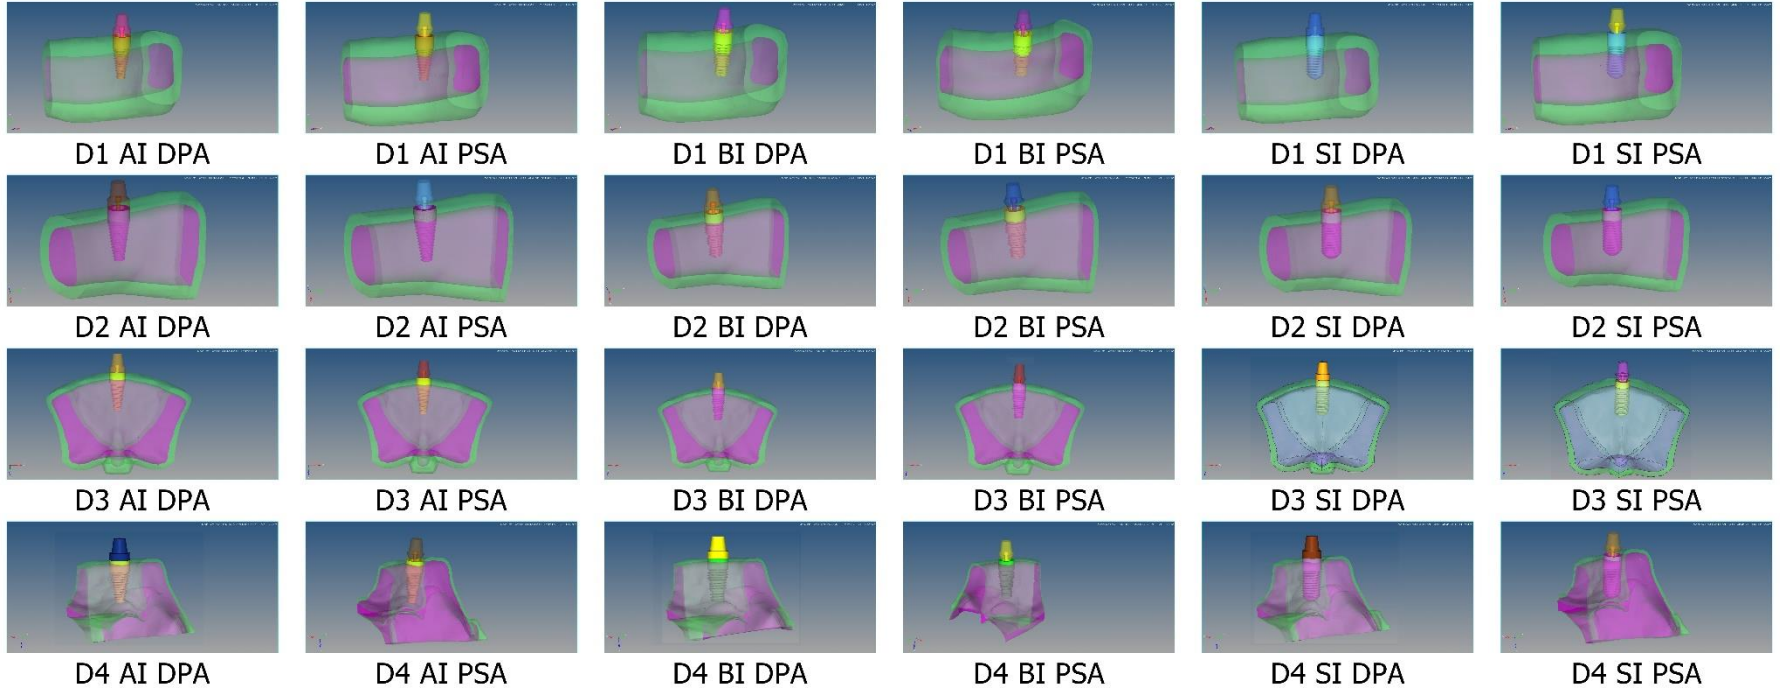 D1 AI DPA
D1 AI PSA
D1 BI DPA
D1 BI PSA
D1 SI DPA
D1 SI PSA
D2 AI DPA
D2 AI PSA
D2 BI DPA
D2 BI PSA
D2 SI DPA
D2 SI PSA
D3 AI DPA
D3 AI PSA
D3 BI DPA
D3 BI PSA
D3 SI DPA
D3 SI PSA
D4 AI DPA
D4 AI PSA
D4 BI DPA
D4 BI PSA
D4 SI DPA
D4 SI PSA